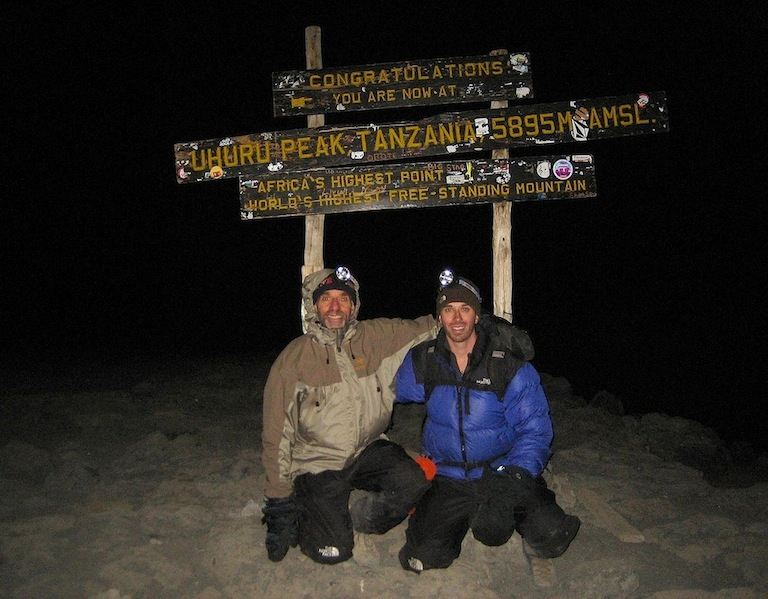 CONGRATULATIONS
YOU ARE NOW AT
UHURU PEAK, TANZANIA, 5895M. AMSL.
AFRICA'S HIGHEST POINT
WORLD'S HIGHEST FREE-STANDING MOUNTAIN